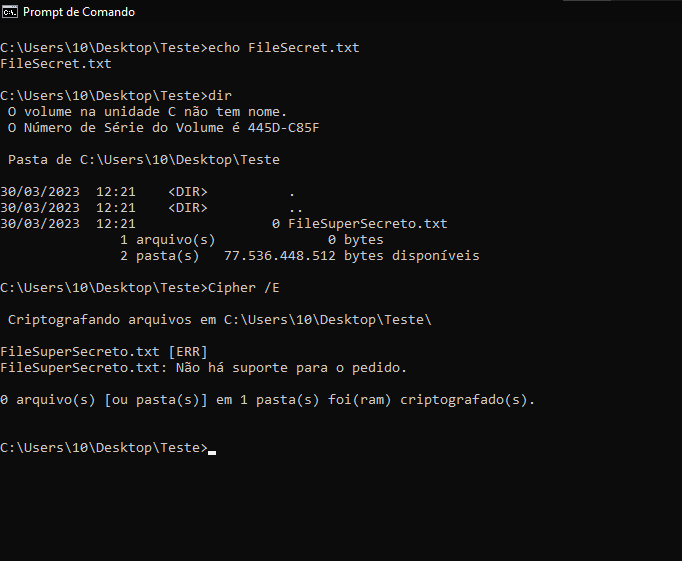 Prompt de Comando
C:\Users\10\Desktop\Teste>echo FileSecret.txt
FileSecret.txt
C:\Users\10\Desktop\Teste>dir
O volume na unidade C não tem nome.
O Número de Série do Volume é 445D-C85F
Pasta de C:\Users\10\Desktop\Teste
30/03/2023  12:21    <DIR>          .
30/03/2023  12:21    <DIR>          ..
30/03/2023  12:21                 0 FileSuperSecreto.txt
1 arquivo(s)              0 bytes
2 pasta(s)   77.536.448.512 bytes disponíveis
C:\Users\10\Desktop\Teste>Cipher /E
Criptografando arquivos em C:\Users\10\Desktop\Teste\
FileSuperSecreto.txt [ERR]
FileSuperSecreto.txt: Não há suporte para o pedido.
0 arquivo(s) [ou pasta(s)] em 1 pasta(s) foi(ram) criptografado(s).
C:\Users\10\Desktop\Teste>